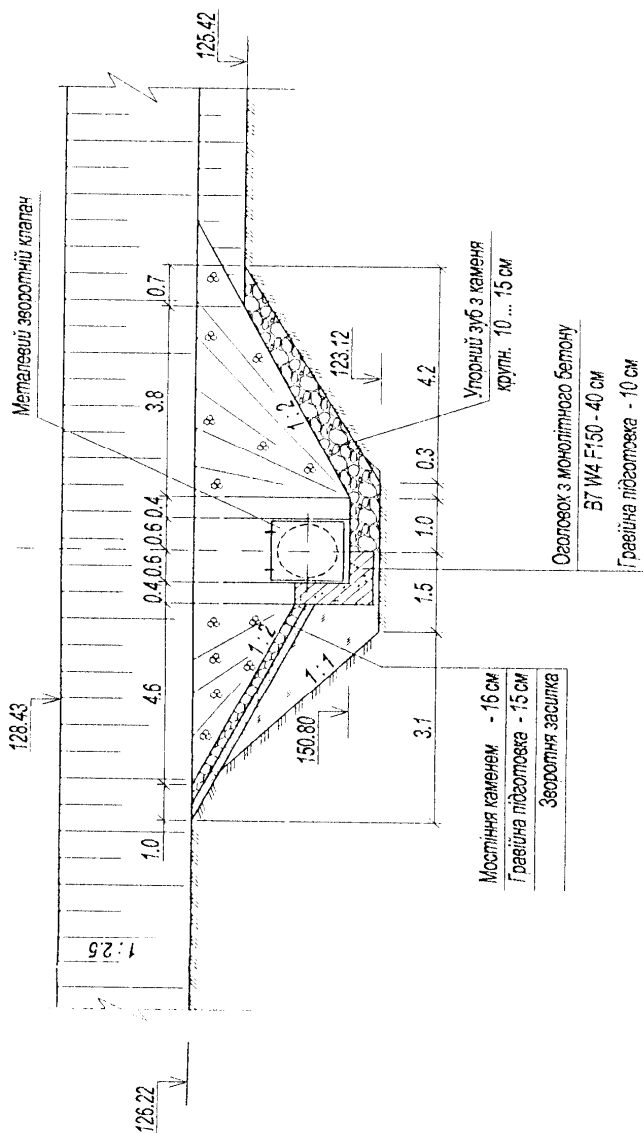 Металевий зворотній клапан
128.43
125.42
126.22
1 : 2.5
1.0
4.6
0.4
0.6
0.6
0.4
3.8
0.7
1:2
1:2
1:1
150.80
123.12
3.1
1.5
1.0
0.3
4.2
Упорний зуб з каменя
крупн. 10 ... 15 см
Мостіння каменем - 16 см
Гравійна підготовка - 15 см
Зворотня засипка
Оголовок з монолітного бетону
В7 W4 F150 - 40 см
Гравійна підготовка - 10 см